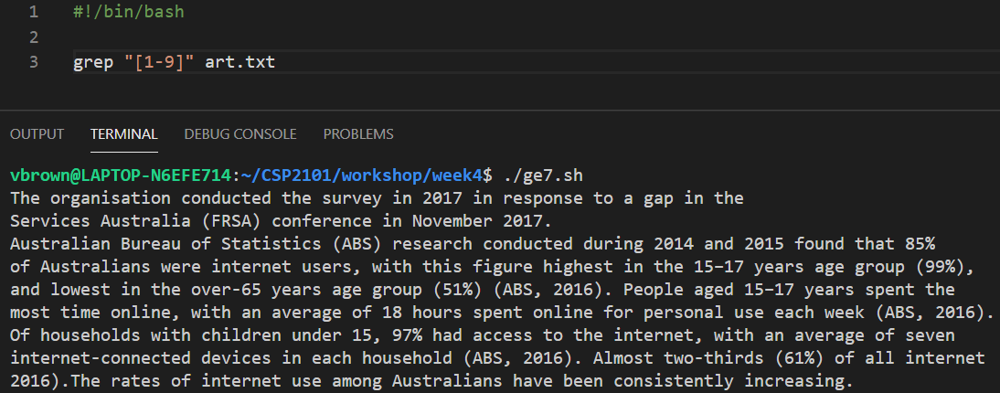 1 #!/bin/bash
2
3 grep "[1-9]" art.txt
OUTPUT TERMINAL DEBUG CONSOLE PROBLEMS
vbrown@LAPTOP-N6EFE714:~/CSP2101/workshop/week4$ ./ge7.sh
The organisation conducted the survey in 2017 in response to a gap in the
Services Australia (FRSA) conference in November 2017.
Australian Bureau of Statistics (ABS) research conducted during 2014 and 2015 found that 85%
of Australians were internet users, with this figure highest in the 15–17 years age group (99%),
and lowest in the over-65 years age group (51%) (ABS, 2016). People aged 15–17 years spent the
most time online, with an average of 18 hours spent online for personal use each week (ABS, 2016).
Of households with children under 15, 97% had access to the internet, with an average of seven
internet-connected devices in each household (ABS, 2016). Almost two-thirds (61%) of all internet
2016).The rates of internet use among Australians have been consistently increasing.